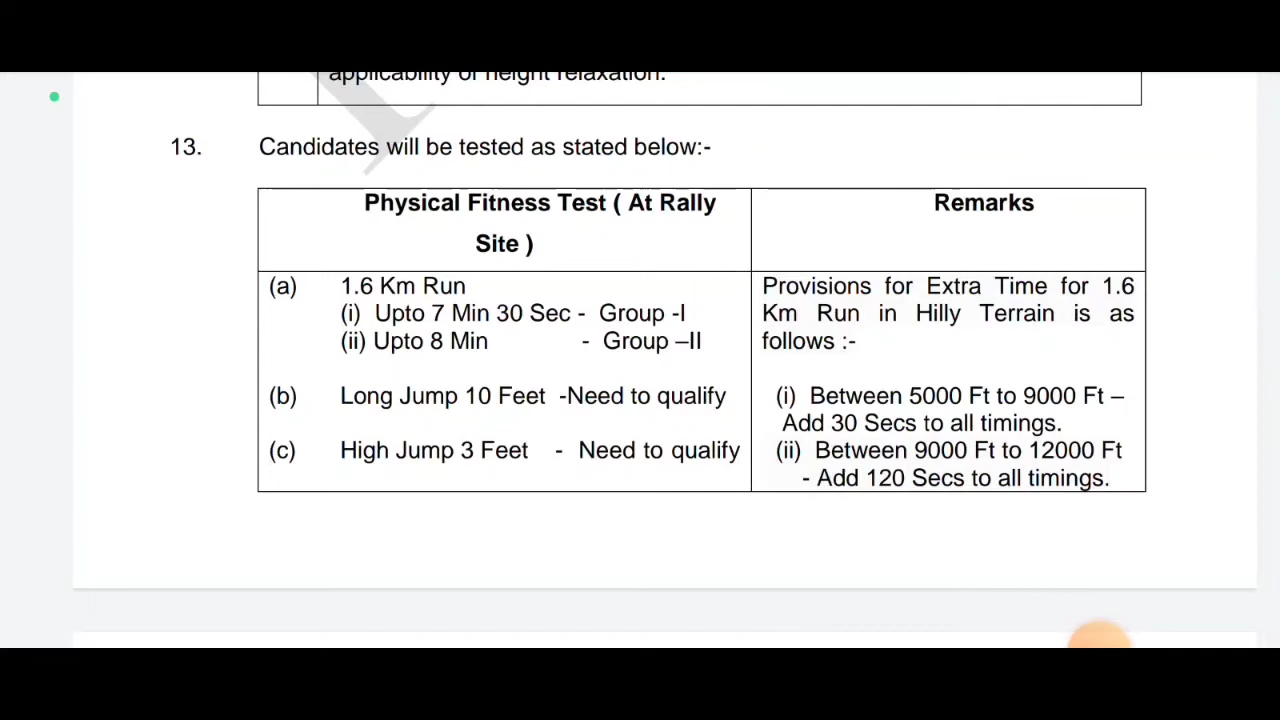 applicability of height relaxation.
13. Candidates will be tested as stated below:-
Physical Fitness Test ( At Rally
Site )
Remarks
(a) 1.6 Km Run
(i) Upto 7 Min 30 Sec - Group -I
(ii) Upto 8 Min - Group –II
(b) Long Jump 10 Feet -Need to qualify
(c) High Jump 3 Feet - Need to qualify
Provisions for Extra Time for 1.6
Km Run in Hilly Terrain is as
follows :-
(i) Between 5000 Ft to 9000 Ft –
Add 30 Secs to all timings.
(ii) Between 9000 Ft to 12000 Ft
- Add 120 Secs to all timings.